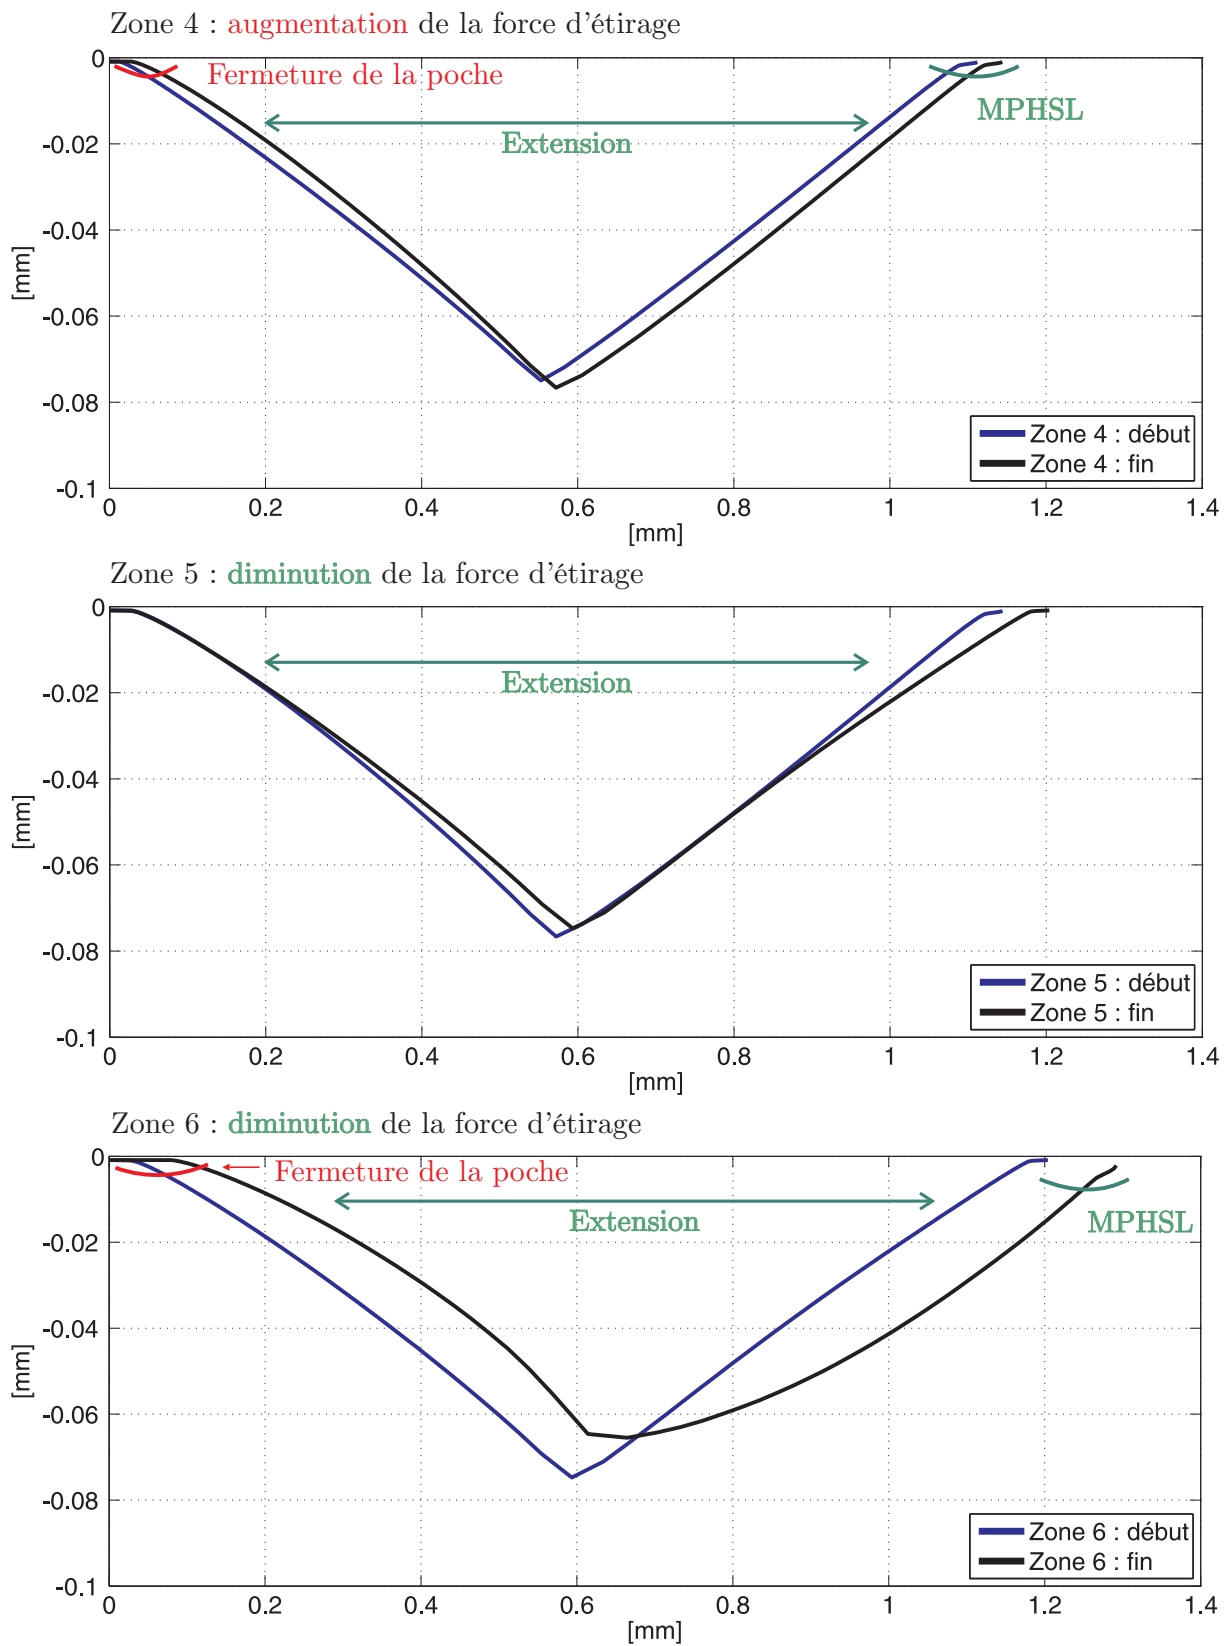 Zone 4 : augmentation de la force d'étirage
0
Fermeture de la poche
MPHSL
Extension
-0.02
-0.04
[mm]
-0.06
-0.08
Zone 4 : début
Zone 4 : fin
-0.1
0 0.2 0.4 0.6 0.8 1 1.2 1.4
[mm]
Zone 5 : diminution de la force d'étirage
0
Extension
-0.02
-0.04
[mm]
-0.06
-0.08
Zone 5 : début
Zone 5 : fin
-0.1
0 0.2 0.4 0.6 0.8 1 1.2 1.4
[mm]
Zone 6 : diminution de la force d'étirage
0
Fermeture de la poche
Extension
MPHSL
-0.02
-0.04
[mm]
-0.06
-0.08
Zone 6 : début
Zone 6 : fin
-0.1
0 0.2 0.4 0.6 0.8 1 1.2 1.4
[mm]